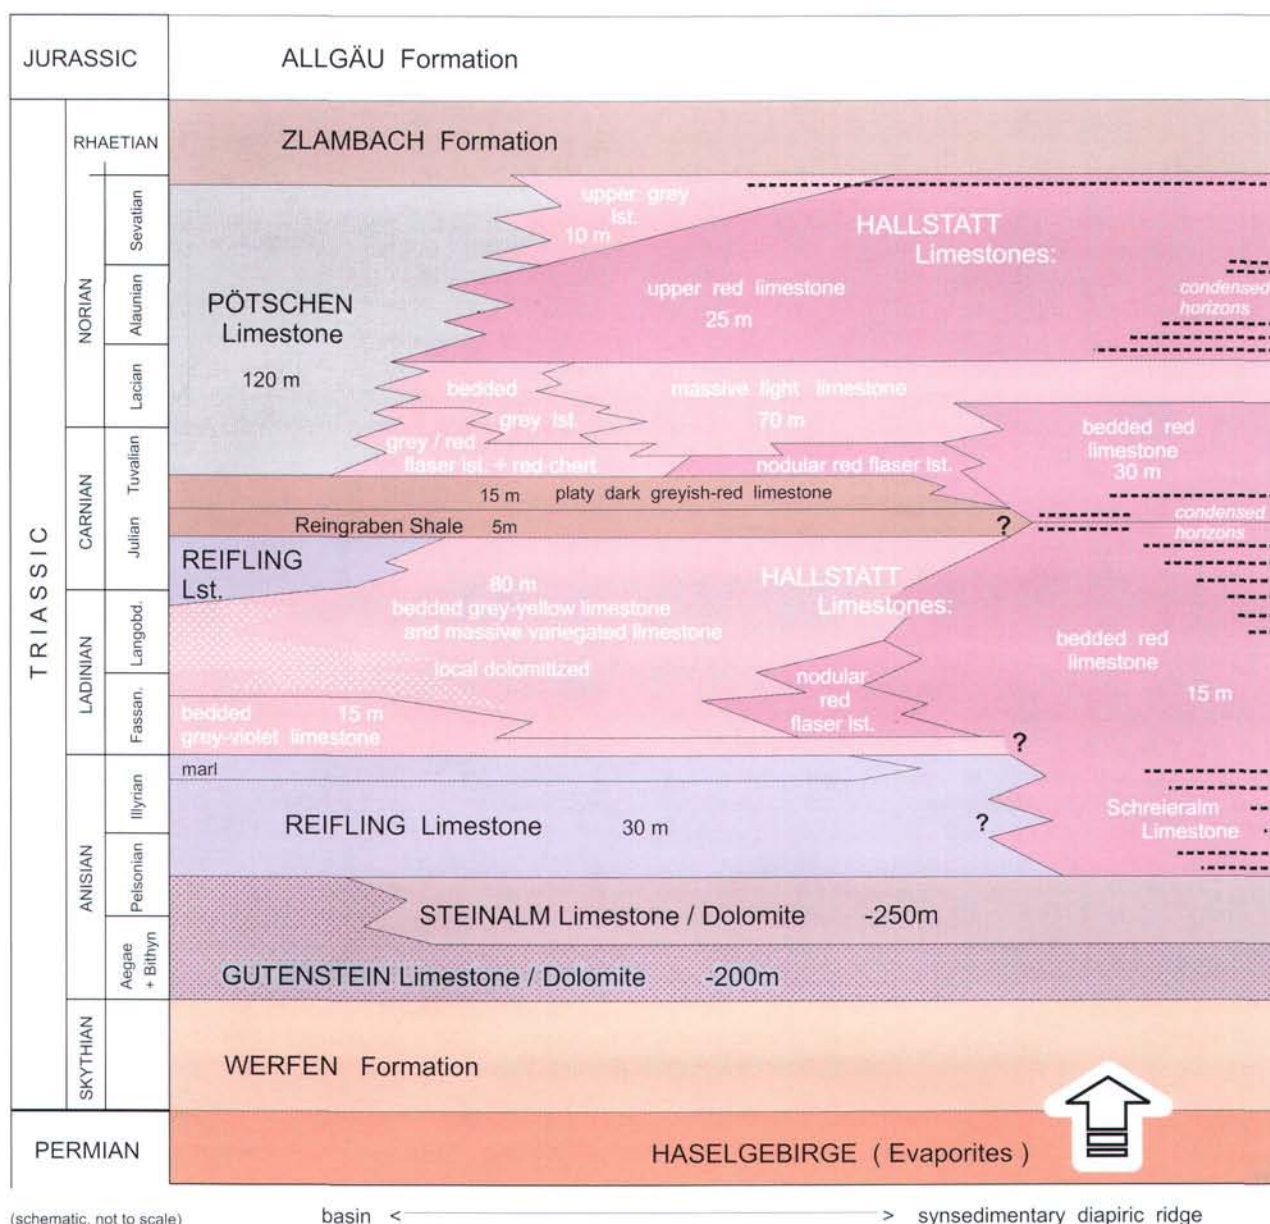 JURASSIC
ALLGÄU Formation
TRIASSIC
RHAETIAN
ZLAMBACH Formation
NORIAN
Sevatian
Alaunian
Lacian
upper grey
lst.
10 m
HALLSTATT
Limestones:
PÖTSCHEN
Limestone
120 m
upper red limestone
25 m
condensed
horizons
bedded
grey lst.
massive light limestone
70 m
grey / red
flaser lst. + red chert
nodular red flaser lst.
bedded red
limestone
30 m
CARNIAN
Tuvalian
Julian
15 m platy dark greyish-red limestone
Reingraben Shale 5m
?
condensed
horizons
REIFLING
Lst.
80 m
bedded grey-yellow limestone
and massive variegated limestone
HALLSTATT
Limestones:
LADINIAN
Langobd.
Fassan.
local dolomitized
nodular
red
flaser lst.
bedded red
limestone
15 m
bedded 15 m
grey-violet limestone
?
ANISIAN
Illyrian
Pelsonian
Aegae
+ Bithyn
marl
REIFLING Limestone 30 m
?
Schreieralm
Limestone
STEINALM Limestone / Dolomite -250m
GUTENSTEIN Limestone / Dolomite -200m
SKYTHIAN
WERFEN Formation
PERMIAN
HASELGEBIRGE ( Evaporites )
(schematic, not to scale)
basin < > synsedimentary diapiric ridge